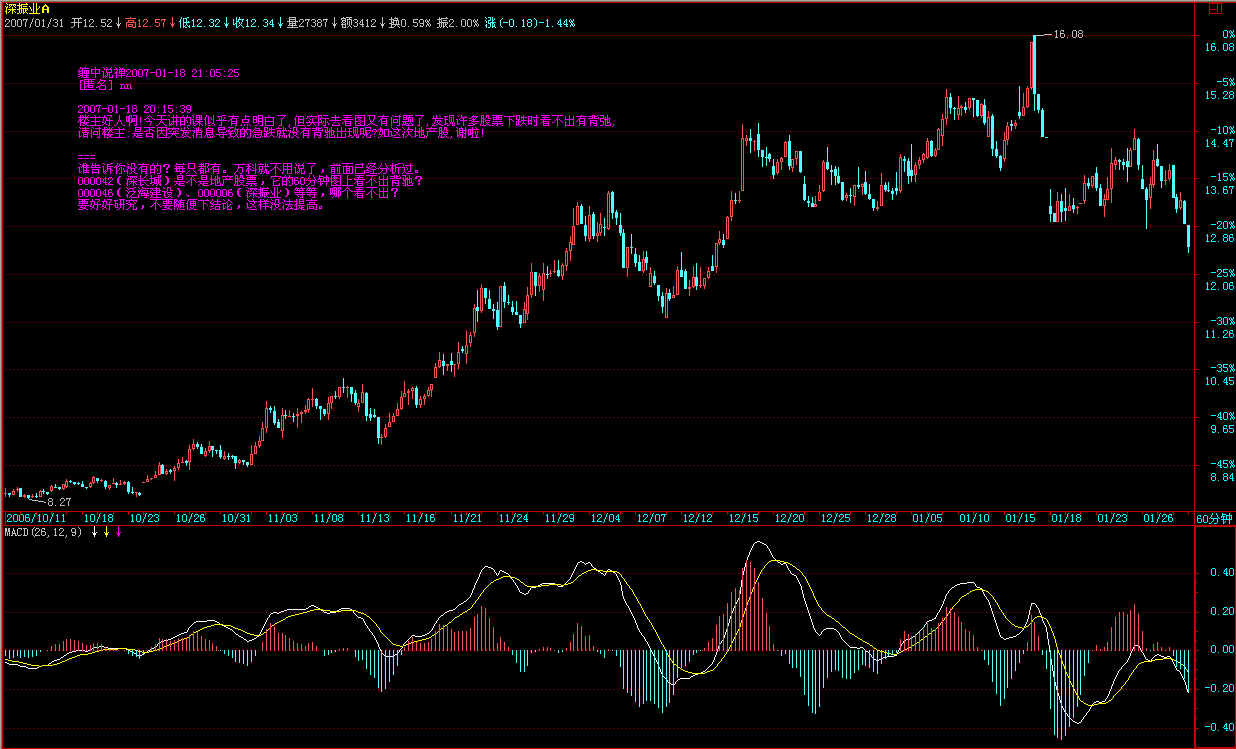 深振业A
2007/01/31 开12.52↓高12.57↓低12.32↓收12.34↓量27387↓额3412↓换0.59% 振2.00% 涨(-0.18)-1.44%
16.08
0%
16.08
缠中说禅2007-01-18 21:05:25
[匿名] nn
-5%
15.28
2007-01-18 20:15:39
楼主好人啊!今天讲的课似乎有点明白了,但实际去看图又有问题了,发现许多股票下跌时看不出有背弛,
请问楼主:是否因突发消息导致的急跌就没有背弛出现呢?如这次地产股,谢啦!
-10%
14.47
===
谁告诉你没有的？每只都有。万科就不用说了，前面已经分析过。
000042（深长城）是不是地产股票，它的60分钟图上看不出背驰？
000046（泛海建设）、000006（深振业）等等，哪个看不出？
要好好研究，不要随便下结论，这样没法提高。
-15%
13.67
-20%
12.86
-25%
12.06
-30%
11.26
-35%
10.45
-40%
9.65
-45%
8.84
8.27
2006/10/11 10/18 10/23 10/26 10/31 11/03 11/08 11/13 11/16 11/21 11/24 11/29 12/04 12/07 12/12 12/15 12/20 12/25 12/28 01/05 01/10 01/15 01/18 01/23 01/26 60分钟
MACD(26,12,9) ↓ ↓ ↓
0.40
0.20
0.00
-0.20
-0.40